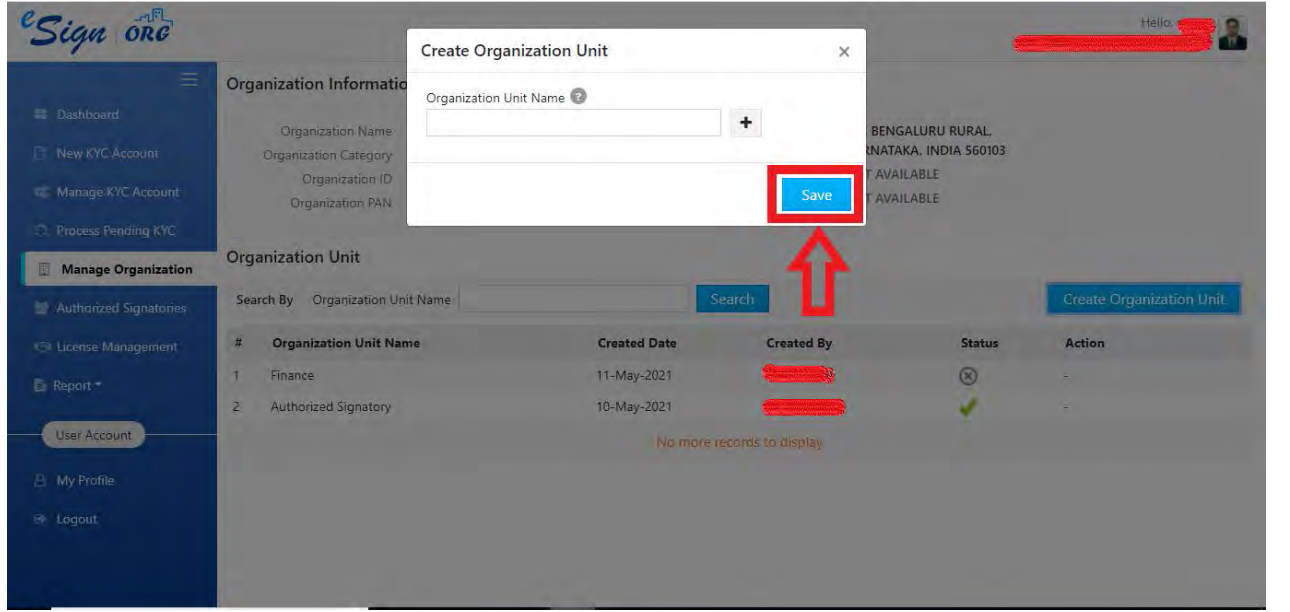 eSign ORG
Hello,
Create Organization Unit ×
Organization Unit Name ?
+
Save
Dashboard
New KYC Account
Manage KYC Account
Process Pending KYC
Manage Organization
Authorized Signatories
License Management
Report
User Account
My Profile
Logout
Organization Informatio
Organization Name
Organization Category
Organization ID
Organization PAN
BENGALURU RURAL,
RNATAKA, INDIA 560103
T AVAILABLE
T AVAILABLE
Organization Unit
Search By Organization Unit Name Search Create Organization Unit
# Organization Unit Name Created Date Created By Status Action
1 Finance 11-May-2021 -
2 Authorized Signatory 10-May-2021 -
No more records to display